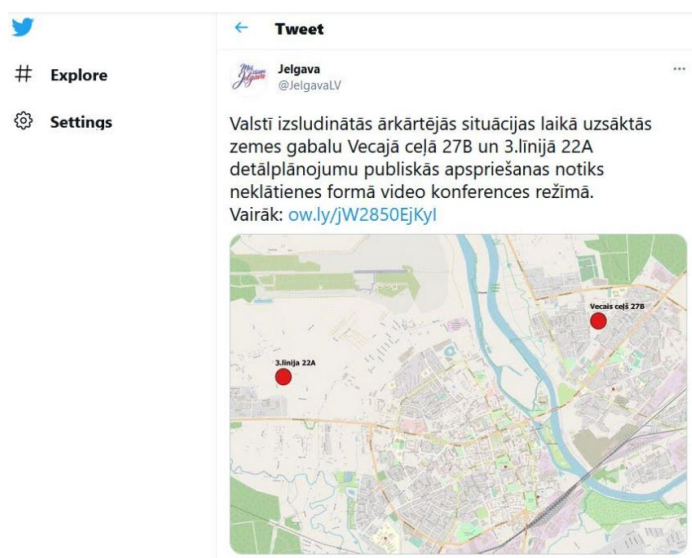 Tweet
# Explore
Settings
Jelgava
@JelgavaLV
Valstī izsludinātās ārkārtējās situācijas laikā uzsāktās
zemes gabalu Vecajā ceļā 27B un 3.līnijā 22A
detālplānojumu publiskās apspriešanas notiks
neklātienes formā video konferences režīmā.
Vairāk: ow.ly/jW2850EjKyI
Vecais ceļš 27B
3.līnija 22A